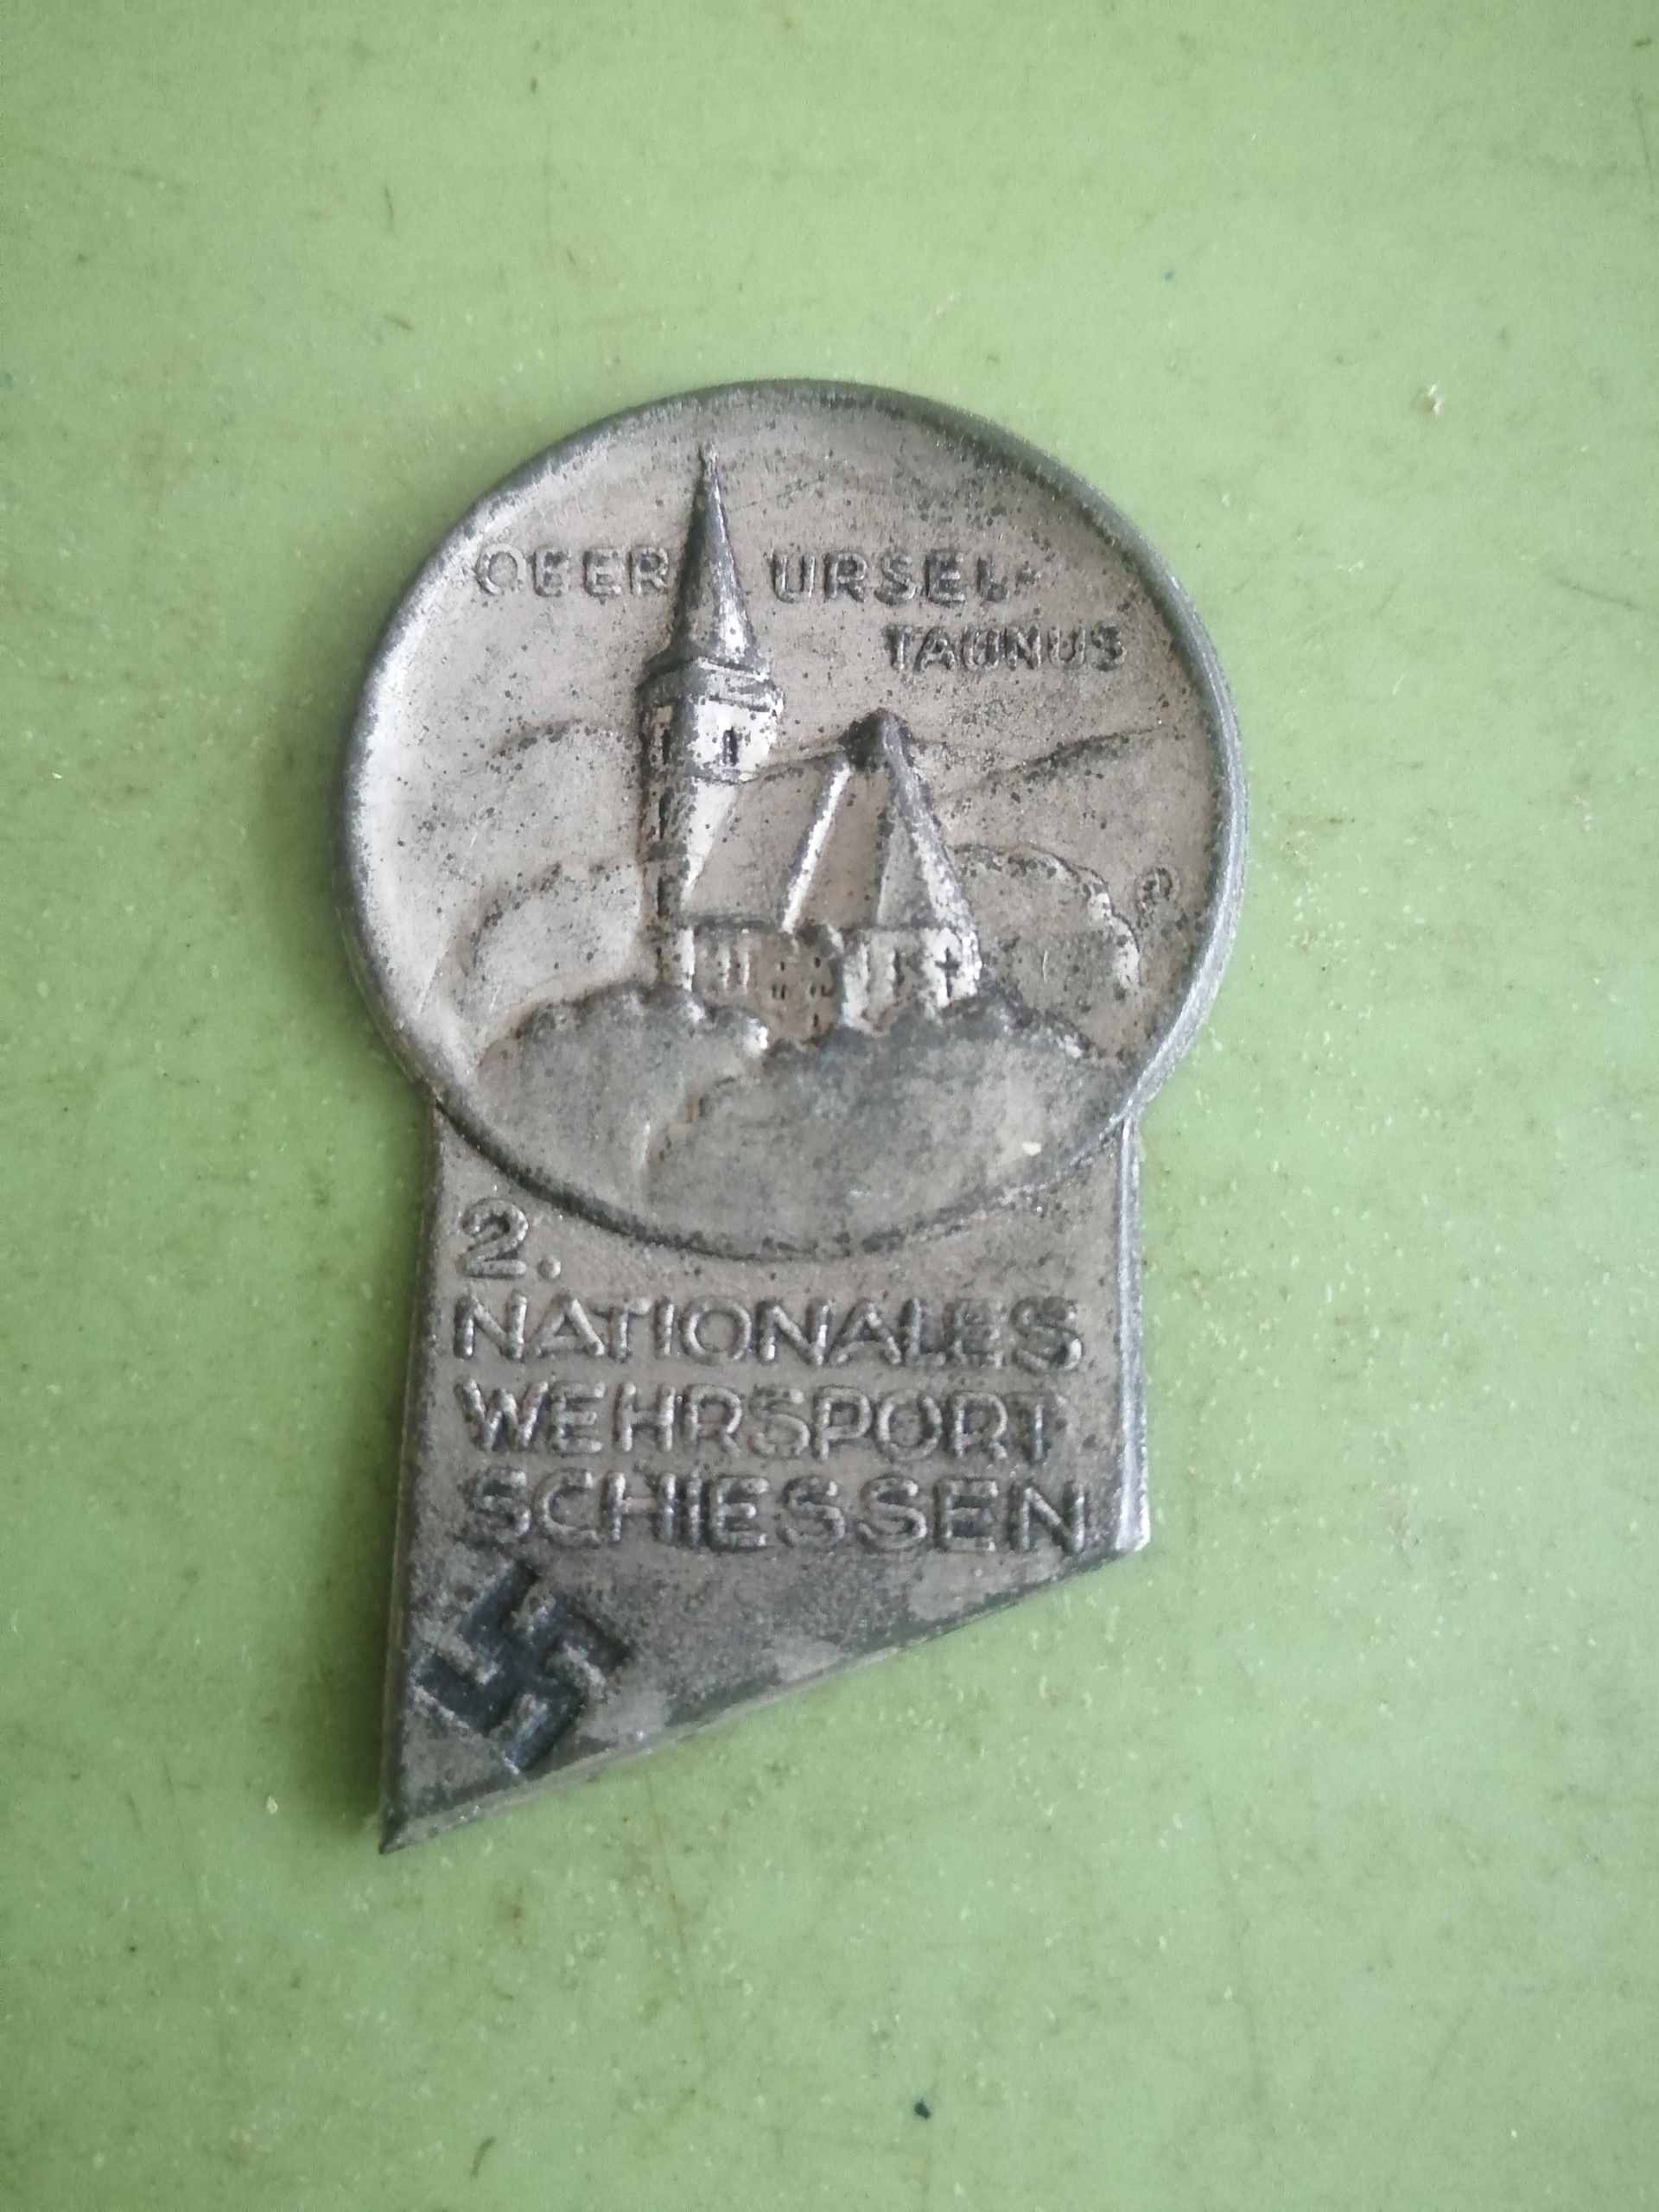 OBER URSEL-
TAUNUS
2.
NATIONALES
WEHRSPORT
SCHIESSEN